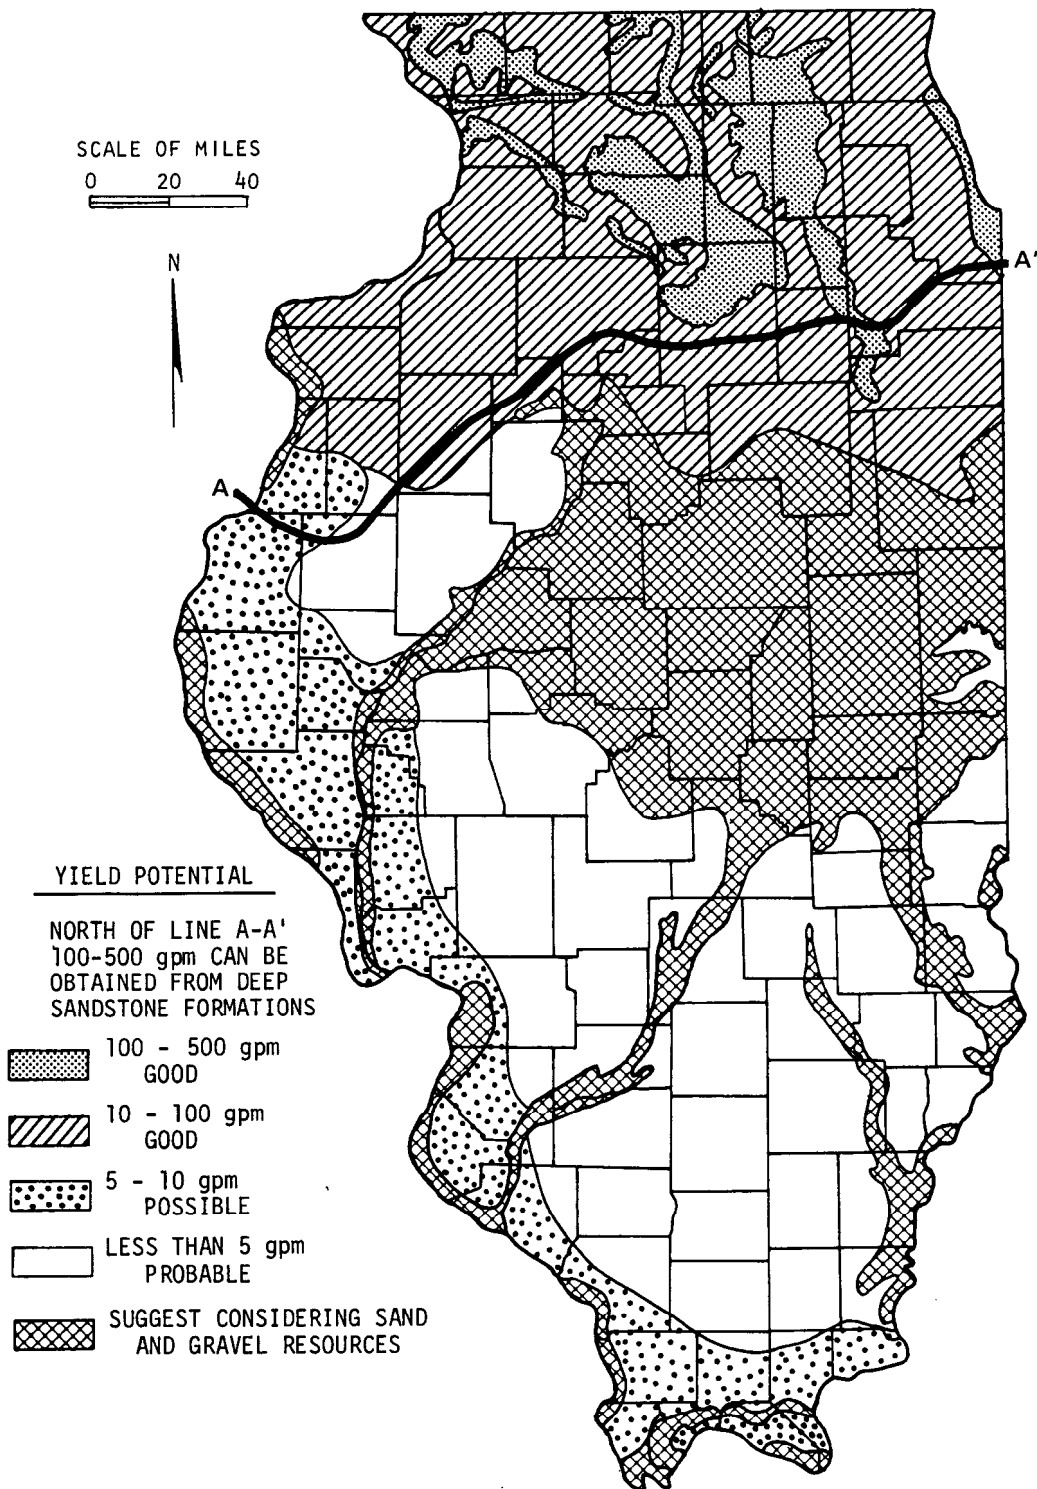 SCALE OF MILES
0 20 40
N
A
A'
YIELD POTENTIAL
NORTH OF LINE A-A'
100-500 gpm CAN BE
OBTAINED FROM DEEP
SANDSTONE FORMATIONS
100 - 500 gpm
GOOD
10 - 100 gpm
GOOD
5 - 10 gpm
POSSIBLE
LESS THAN 5 gpm
PROBABLE
SUGGEST CONSIDERING SAND
AND GRAVEL RESOURCES